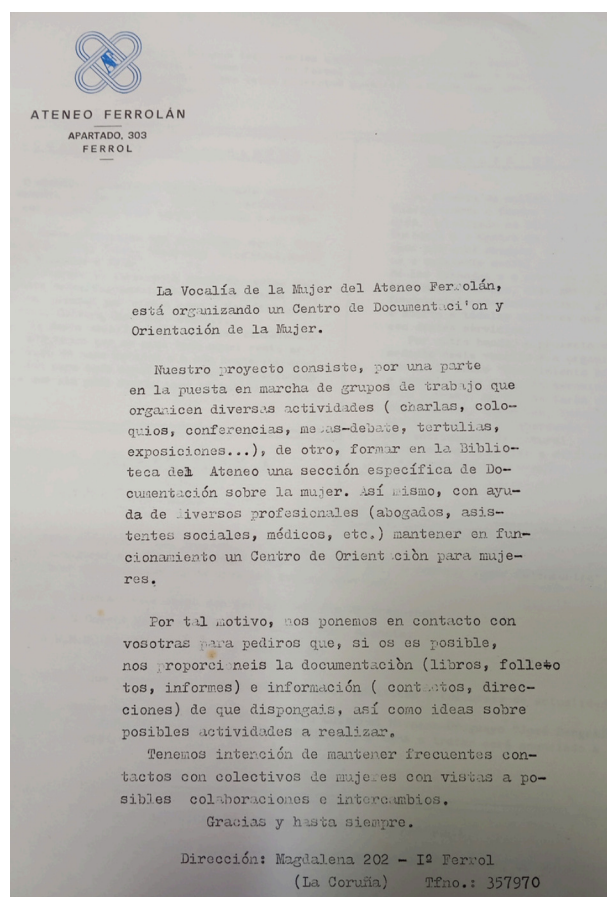 ATENEO FERROLÁN
APARTADO, 303
FERROL
La Vocalía de la Mujer del Ateneo Ferrolán,
está organizando un Centro de Documentaci'on y
Orientación de la Mujer.
Nuestro proyecto consiste, por una parte
en la puesta en marcha de grupos de trabajo que
organicen diversas actividades ( charlas, colo-
quios, conferencias, mesas-debate, tertulias,
exposiciones...), de otro, formar en la Biblio-
teca del Ateneo una sección específica de Do-
cumentación sobre la mujer. Así mismo, con ayu-
da de diversos profesionales (abogados, asis-
tentes sociales, médicos, etc.) mantener en fun-
cionamiento un Centro de Orientaciòn para muje-
res.
Por tal motivo, nos ponemos en contacto con
vosotras para pediros que, si os es posible,
nos proporcioneis la documentaciòn (libros, folleto
tos, informes) e información ( contactos, direc-
ciones) de que dispongais, así como ideas sobre
posibles actividades a realizar.
Tenemos intención de mantener frecuentes con-
tactos con colectivos de mujeres con vistas a po-
sibles colaboraciones e intercambios.
Gracias y hasta siempre.
Dirección: Magdalena 202 - Iº Ferrol
(La Coruña) Tfno.: 357970